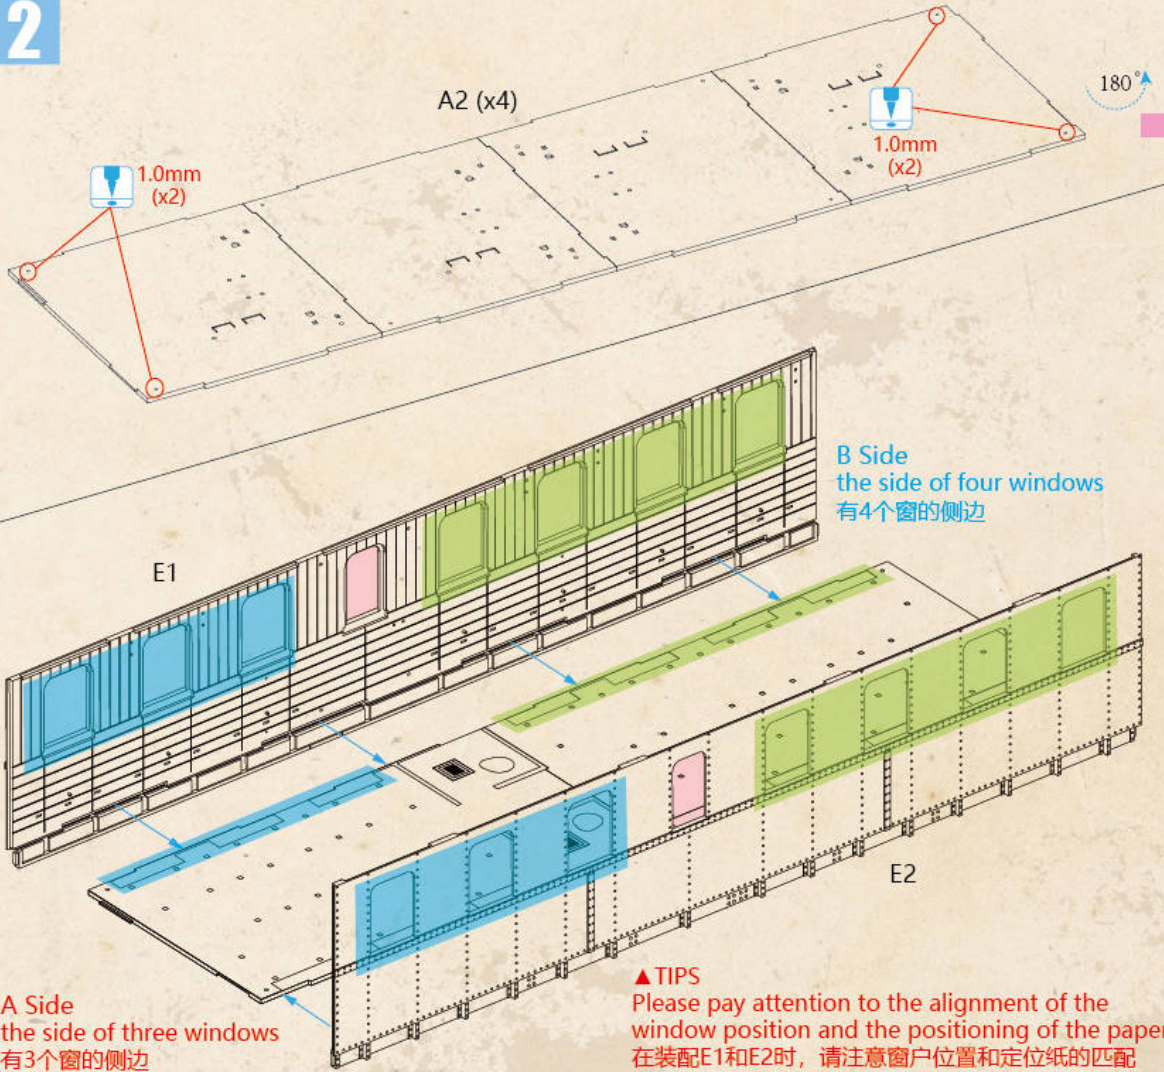 2
A2 (x4)
180°
1.0mm
(x2)
1.0mm
(x2)
B Side
the side of four windows
有4个窗的侧边
E1
E2
A Side
the side of three windows
有3个窗的侧边
▲TIPS
Please pay attention to the alignment of the
window position and the positioning of the paper
在装配E1和E2时，请注意窗户位置和定位纸的匹配